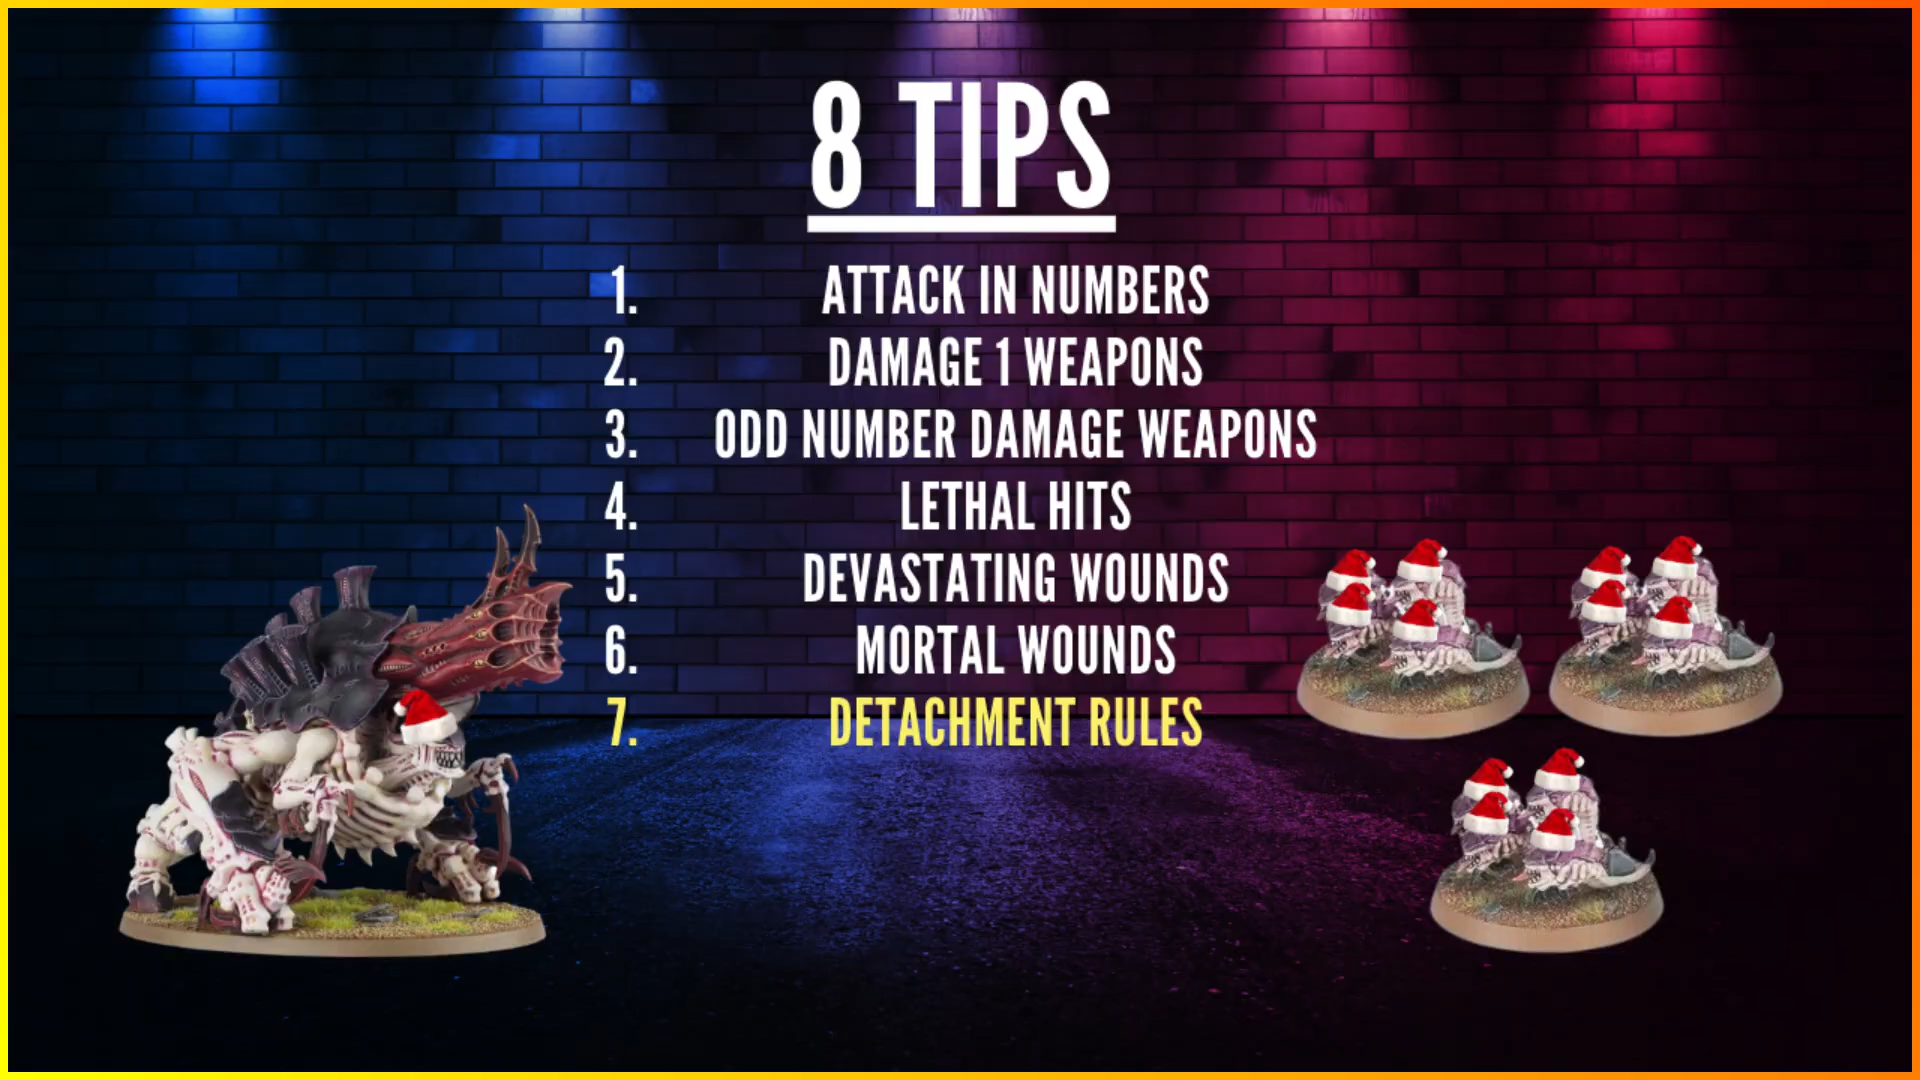 8 TIPS
1. ATTACK IN NUMBERS
2. DAMAGE 1 WEAPONS
3. ODD NUMBER DAMAGE WEAPONS
4. LETHAL HITS
5. DEVASTATING WOUNDS
6. MORTAL WOUNDS
7. DETACHMENT RULES